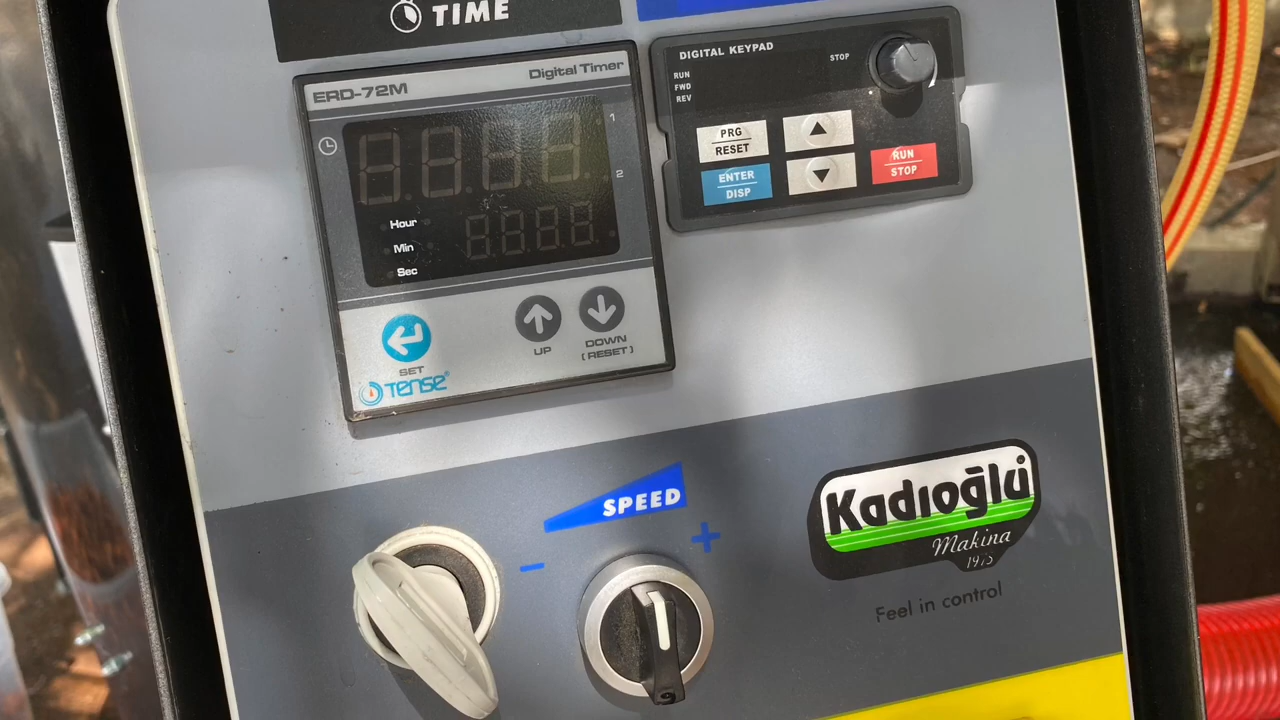 TIME
ERD-72M
Digital Timer
1
2
Hour
Min
Sec
SET
UP
DOWN
(RESET)
TENSE®
DIGITAL KEYPAD
STOP
RUN
FWD
REV
PRG
RESET
ENTER
DISP
RUN
STOP
SPEED
-
+
Kadıoğlu
Makina
1975
Feel in control